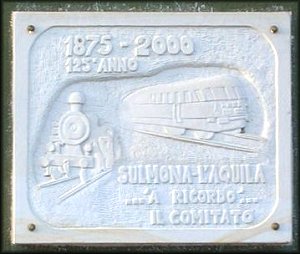 1875-2000
125° ANNO
SULMONA-L'AQUILA
...A RICORDO...
IL COMITATO